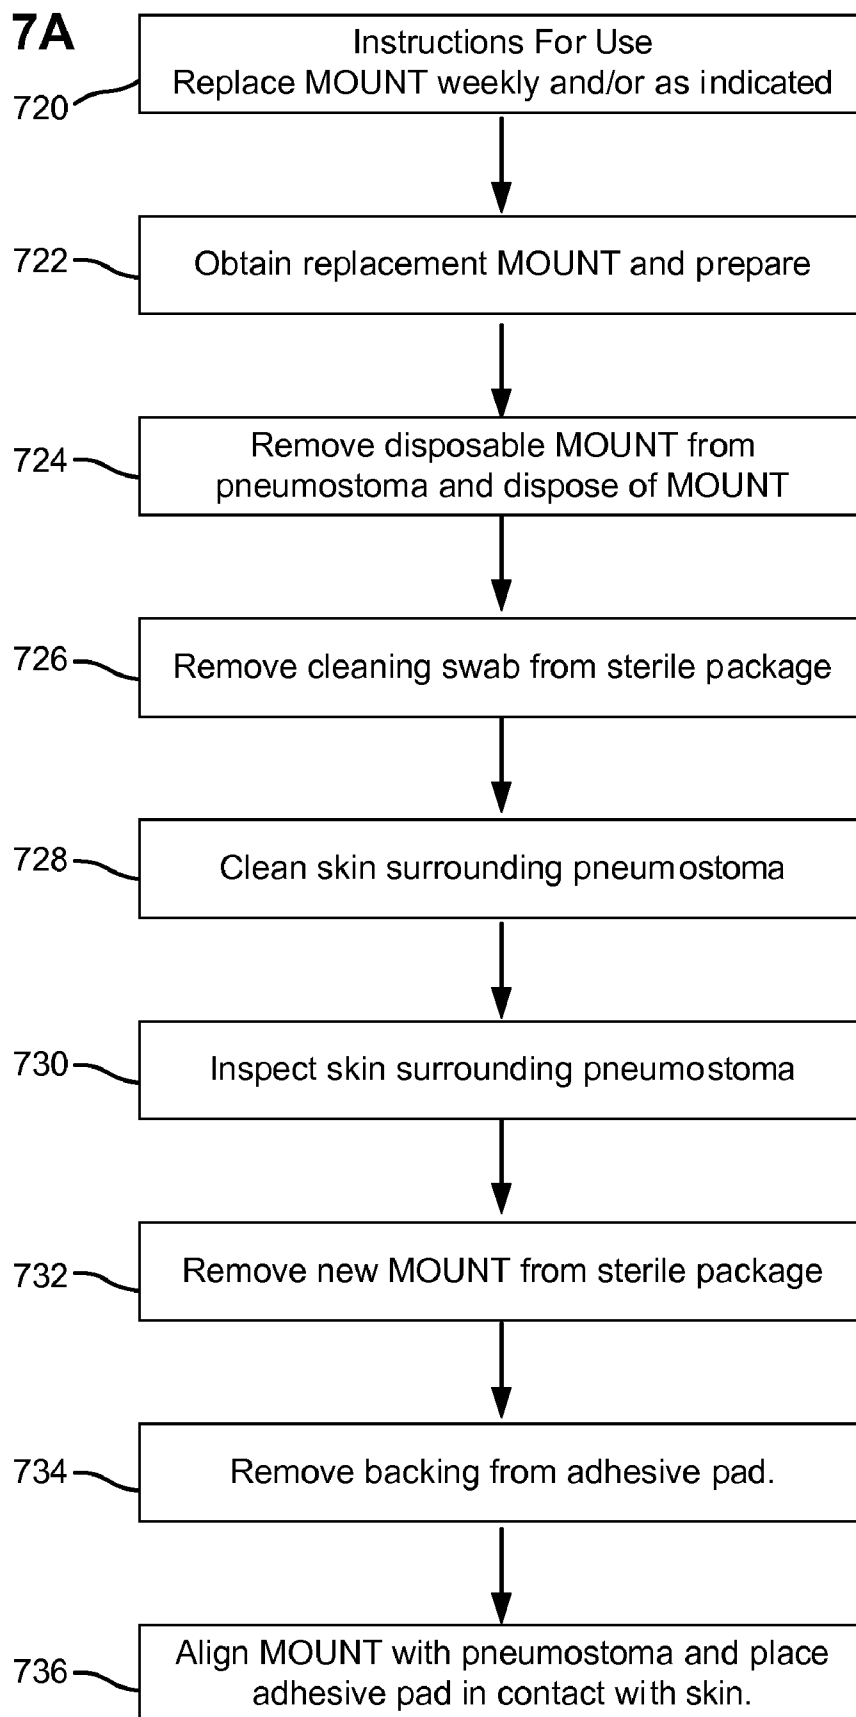 7A
Instructions For Use
Replace MOUNT weekly and/or as indicated
720
722
Obtain replacement MOUNT and prepare
724
Remove disposable MOUNT from
pneumostoma and dispose of MOUNT
726
Remove cleaning swab from sterile package
728
Clean skin surrounding pneumostoma
730
Inspect skin surrounding pneumostoma
732
Remove new MOUNT from sterile package
734
Remove backing from adhesive pad.
736
Align MOUNT with pneumostoma and place
adhesive pad in contact with skin.